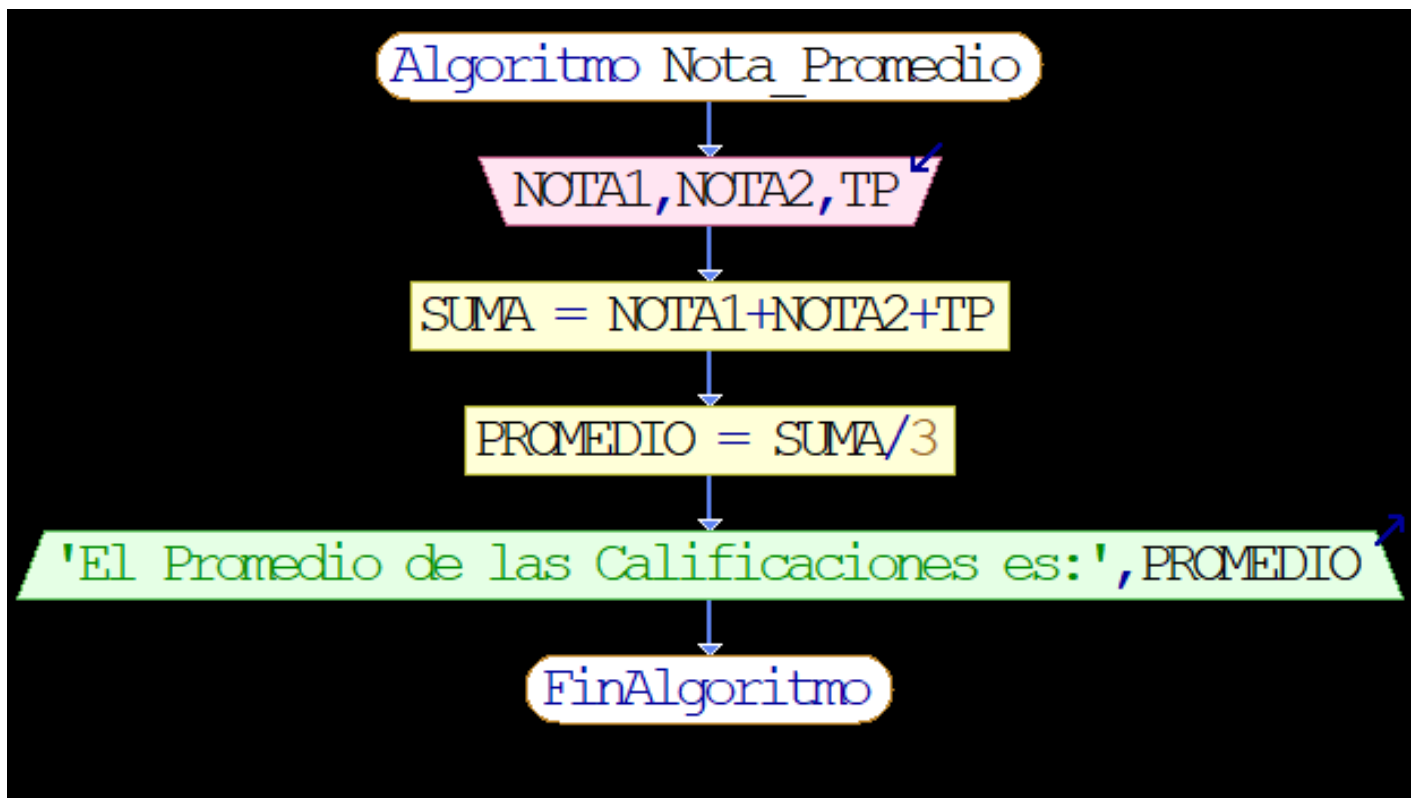 Algoritmo Nota_Promedio
NOTA1,NOTA2,TP
SUMA = NOTA1+NOTA2+TP
PROMEDIO = SUMA/3
'El Promedio de las Calificaciones es:',PROMEDIO
FinAlgoritmo